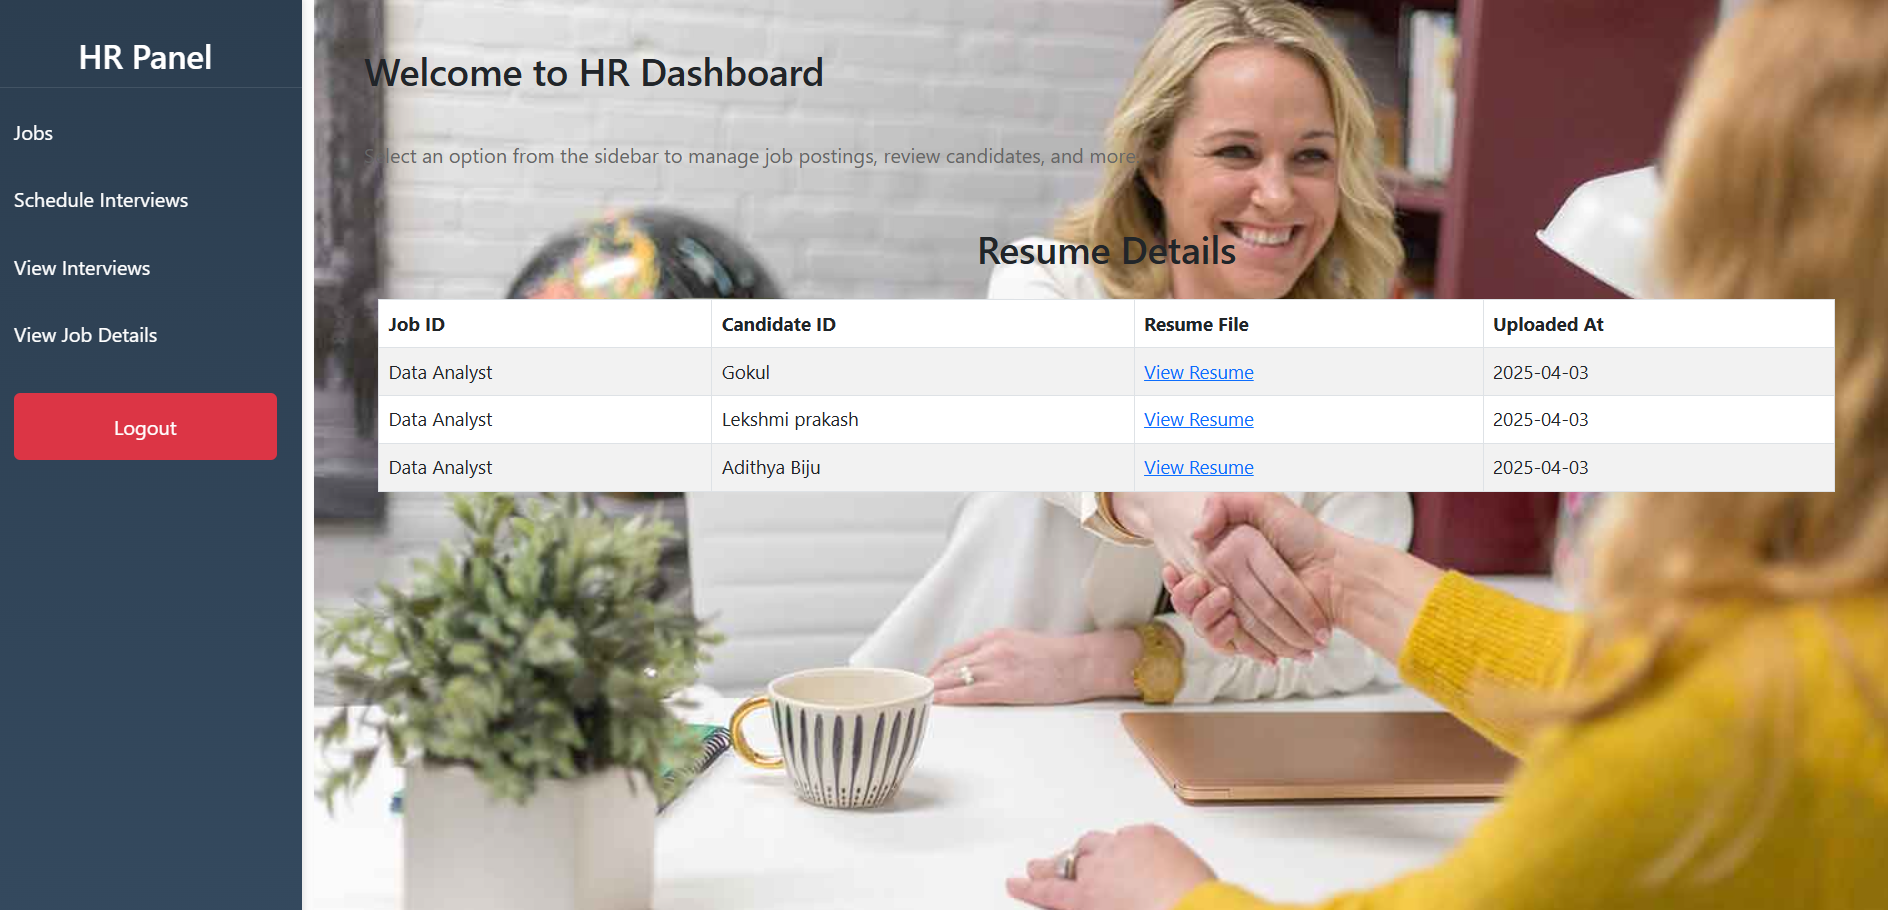 HR Panel
Jobs
Schedule Interviews
View Interviews
View Job Details
Logout
Welcome to HR Dashboard
Select an option from the sidebar to manage job postings, review candidates, and more
Resume Details
Job ID Candidate ID Resume File Uploaded At
Data Analyst Gokul View Resume 2025-04-03
Data Analyst Lekshmi prakash View Resume 2025-04-03
Data Analyst Adithya Biju View Resume 2025-04-03